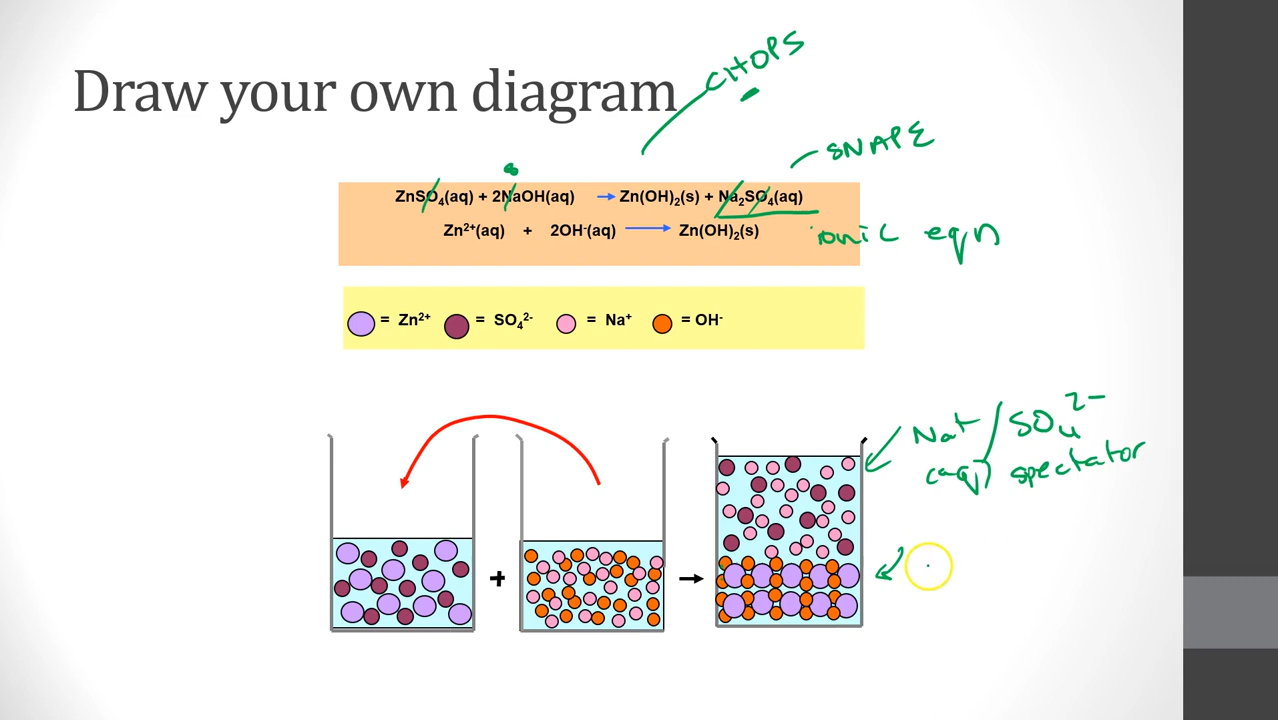 Draw your own diagram
CHOPS
SNAPE
s
ZnSO₄(aq) + 2NaOH(aq) → Zn(OH)₂(s) + Na₂SO₄(aq)
Zn²⁺(aq) + 2OH⁻(aq) → Zn(OH)₂(s)
ionic eqn
= Zn²⁺ = SO₄²⁻ = Na⁺ = OH⁻
Na⁺/SO₄²⁻
(aq) spectator
+ →